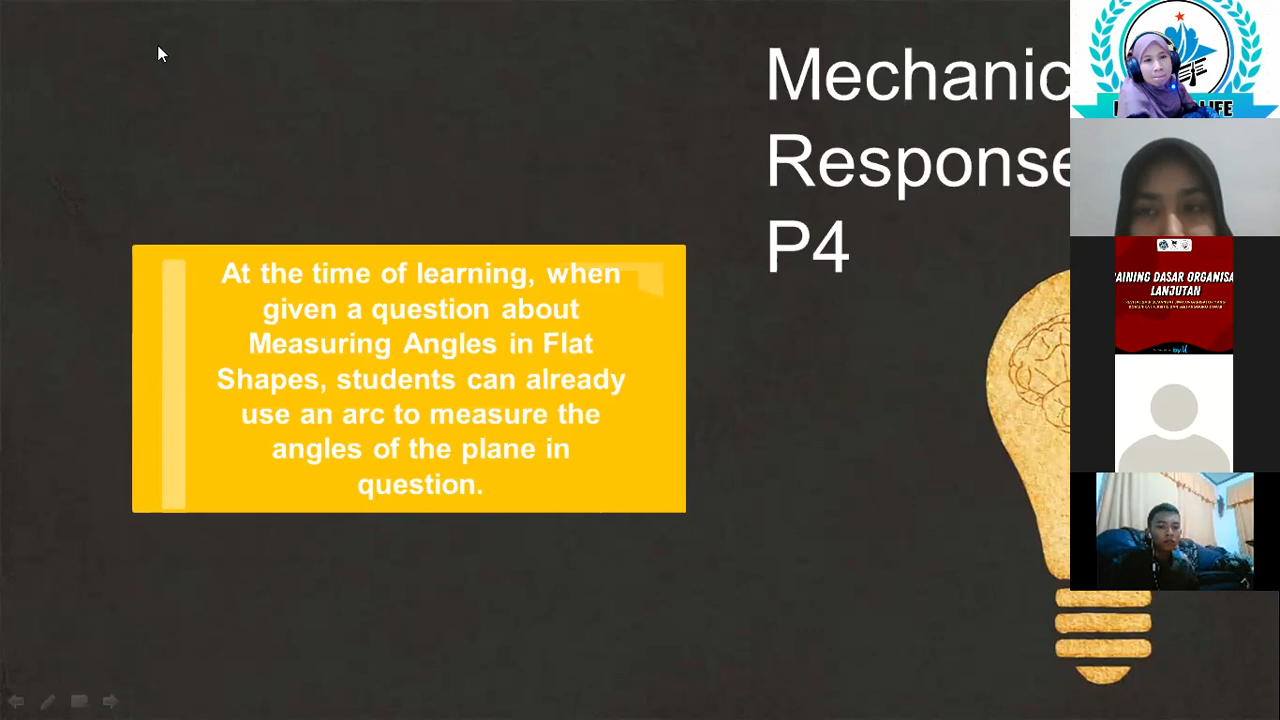 Mechanic
Response
P4
At the time of learning, when
given a question about
Measuring Angles in Flat
Shapes, students can already
use an arc to measure the
angles of the plane in
question.
LIFE
AINING DASAR ORGANISA
LANJUTAN